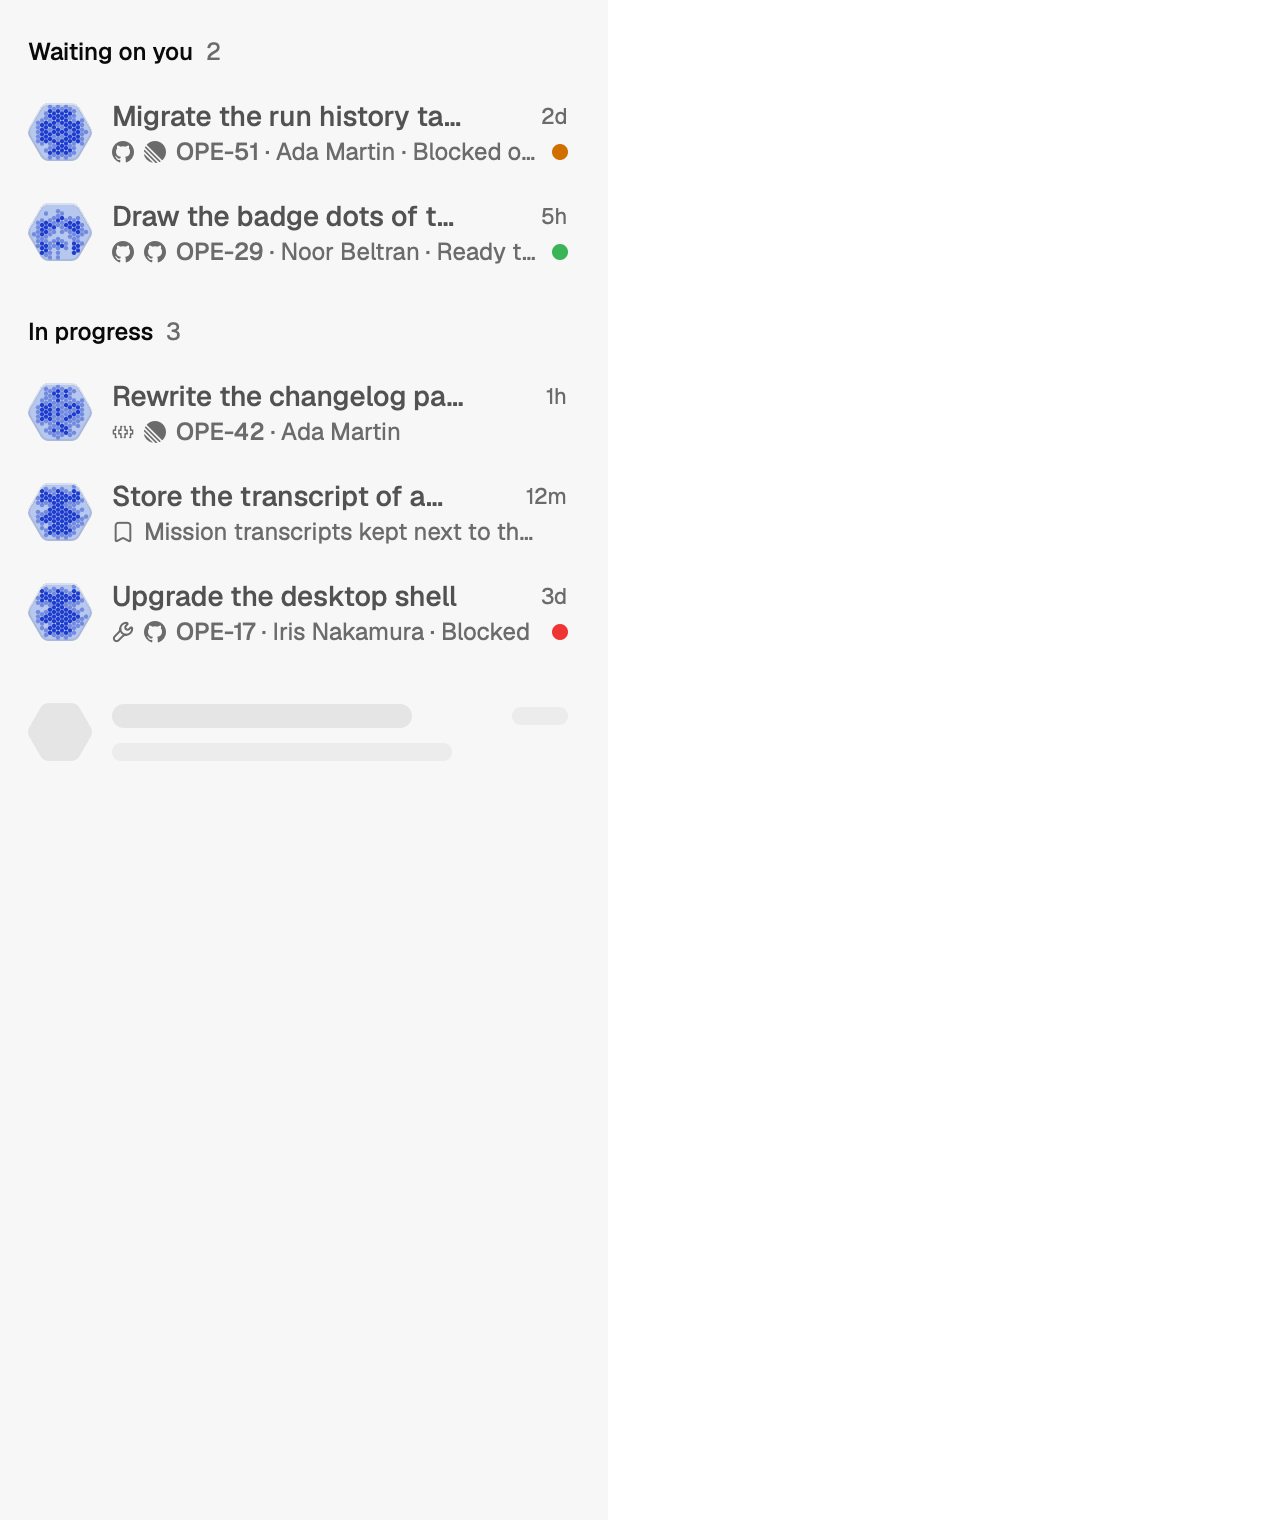 Waiting on you 2
Migrate the run history ta… 2d
OPE-51 · Ada Martin · Blocked o…
Draw the badge dots of t… 5h
OPE-29 · Noor Beltran · Ready t…
In progress 3
Rewrite the changelog pa… 1h
OPE-42 · Ada Martin
Store the transcript of a… 12m
Mission transcripts kept next to th…
Upgrade the desktop shell 3d
OPE-17 · Iris Nakamura · Blocked